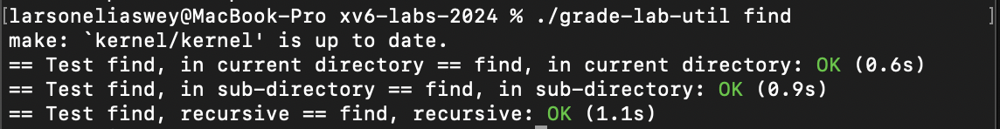 [larsoneliaswey@MacBook-Pro xv6-labs-2024 % ./grade-lab-util find ]
make: `kernel/kernel' is up to date.
== Test find, in current directory == find, in current directory: OK (0.6s)
== Test find, in sub-directory == find, in sub-directory: OK (0.9s)
== Test find, recursive == find, recursive: OK (1.1s)